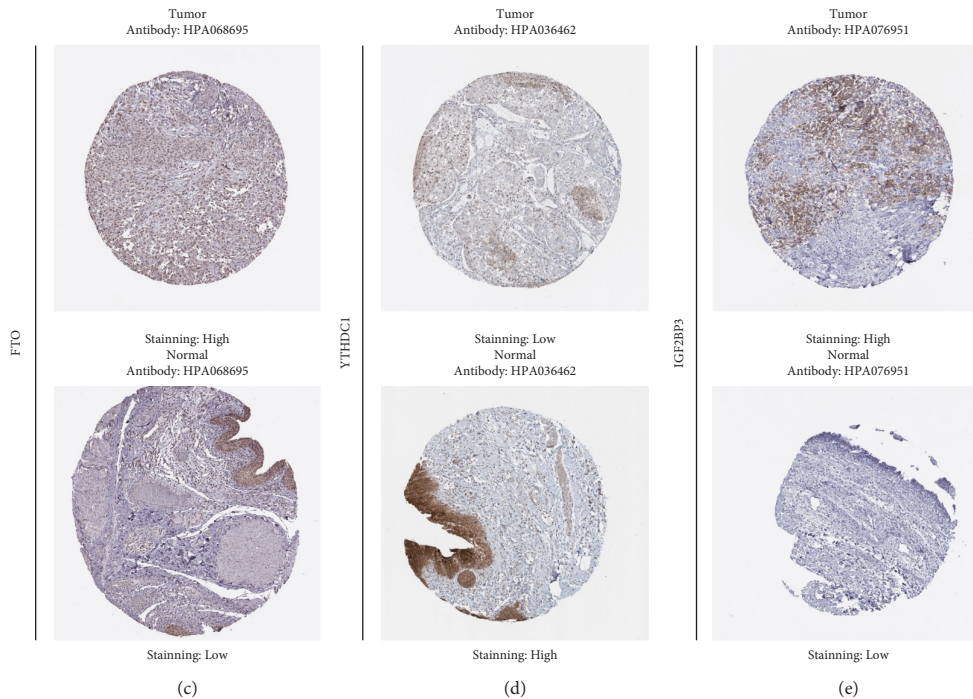 Tumor
Antibody: HPA068695
FTO
Stainning: High
Normal
Antibody: HPA068695
Stainning: Low
(c)
Tumor
Antibody: HPA036462
YTHDC1
Stainning: Low
Normal
Antibody: HPA036462
Stainning: High
(d)
Tumor
Antibody: HPA076951
IGF2BP3
Stainning: High
Normal
Antibody: HPA076951
Stainning: Low
(e)